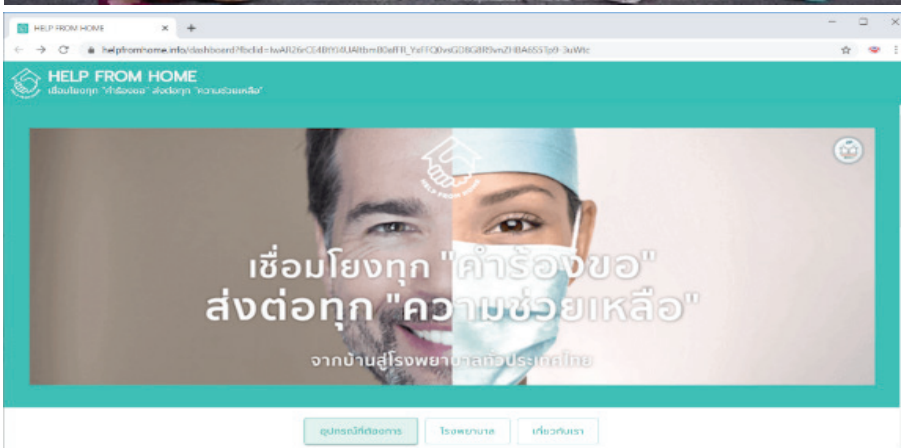 HELP FROM HOME
HELP FROM HOME
เชื่อมโยงทุก "คำร้องขอ" ส่งต่อทุก "ความช่วยเหลือ"
HELP FROM HOME
เชื่อมโยงทุก "คำร้องขอ"
ส่งต่อทุก "ความช่วยเหลือ"
จากบ้านสู่โรงพยาบาลทั่วประเทศไทย
อุปกรณ์ที่ต้องการ
โรงพยาบาล
เกี่ยวกับเรา